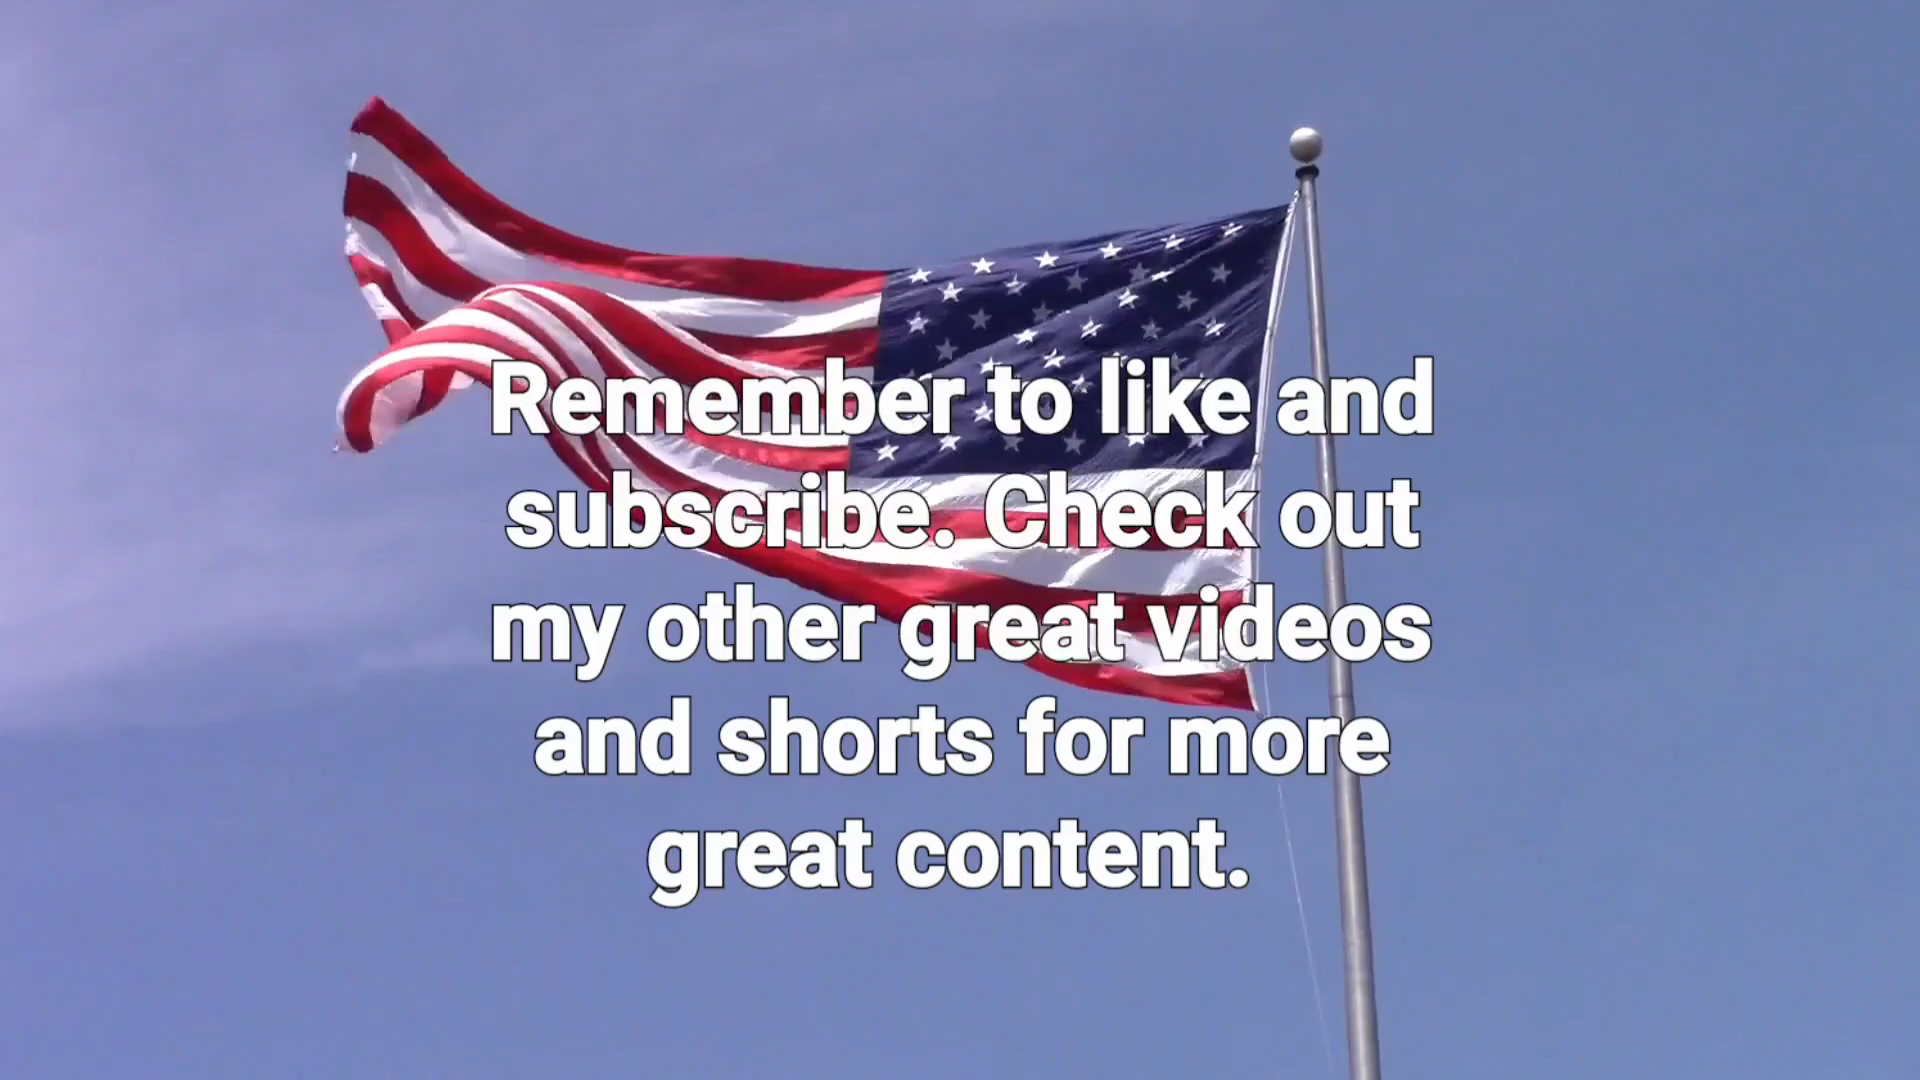 Remember to like and
subscribe. Check out
my other great videos
and shorts for more
great content.